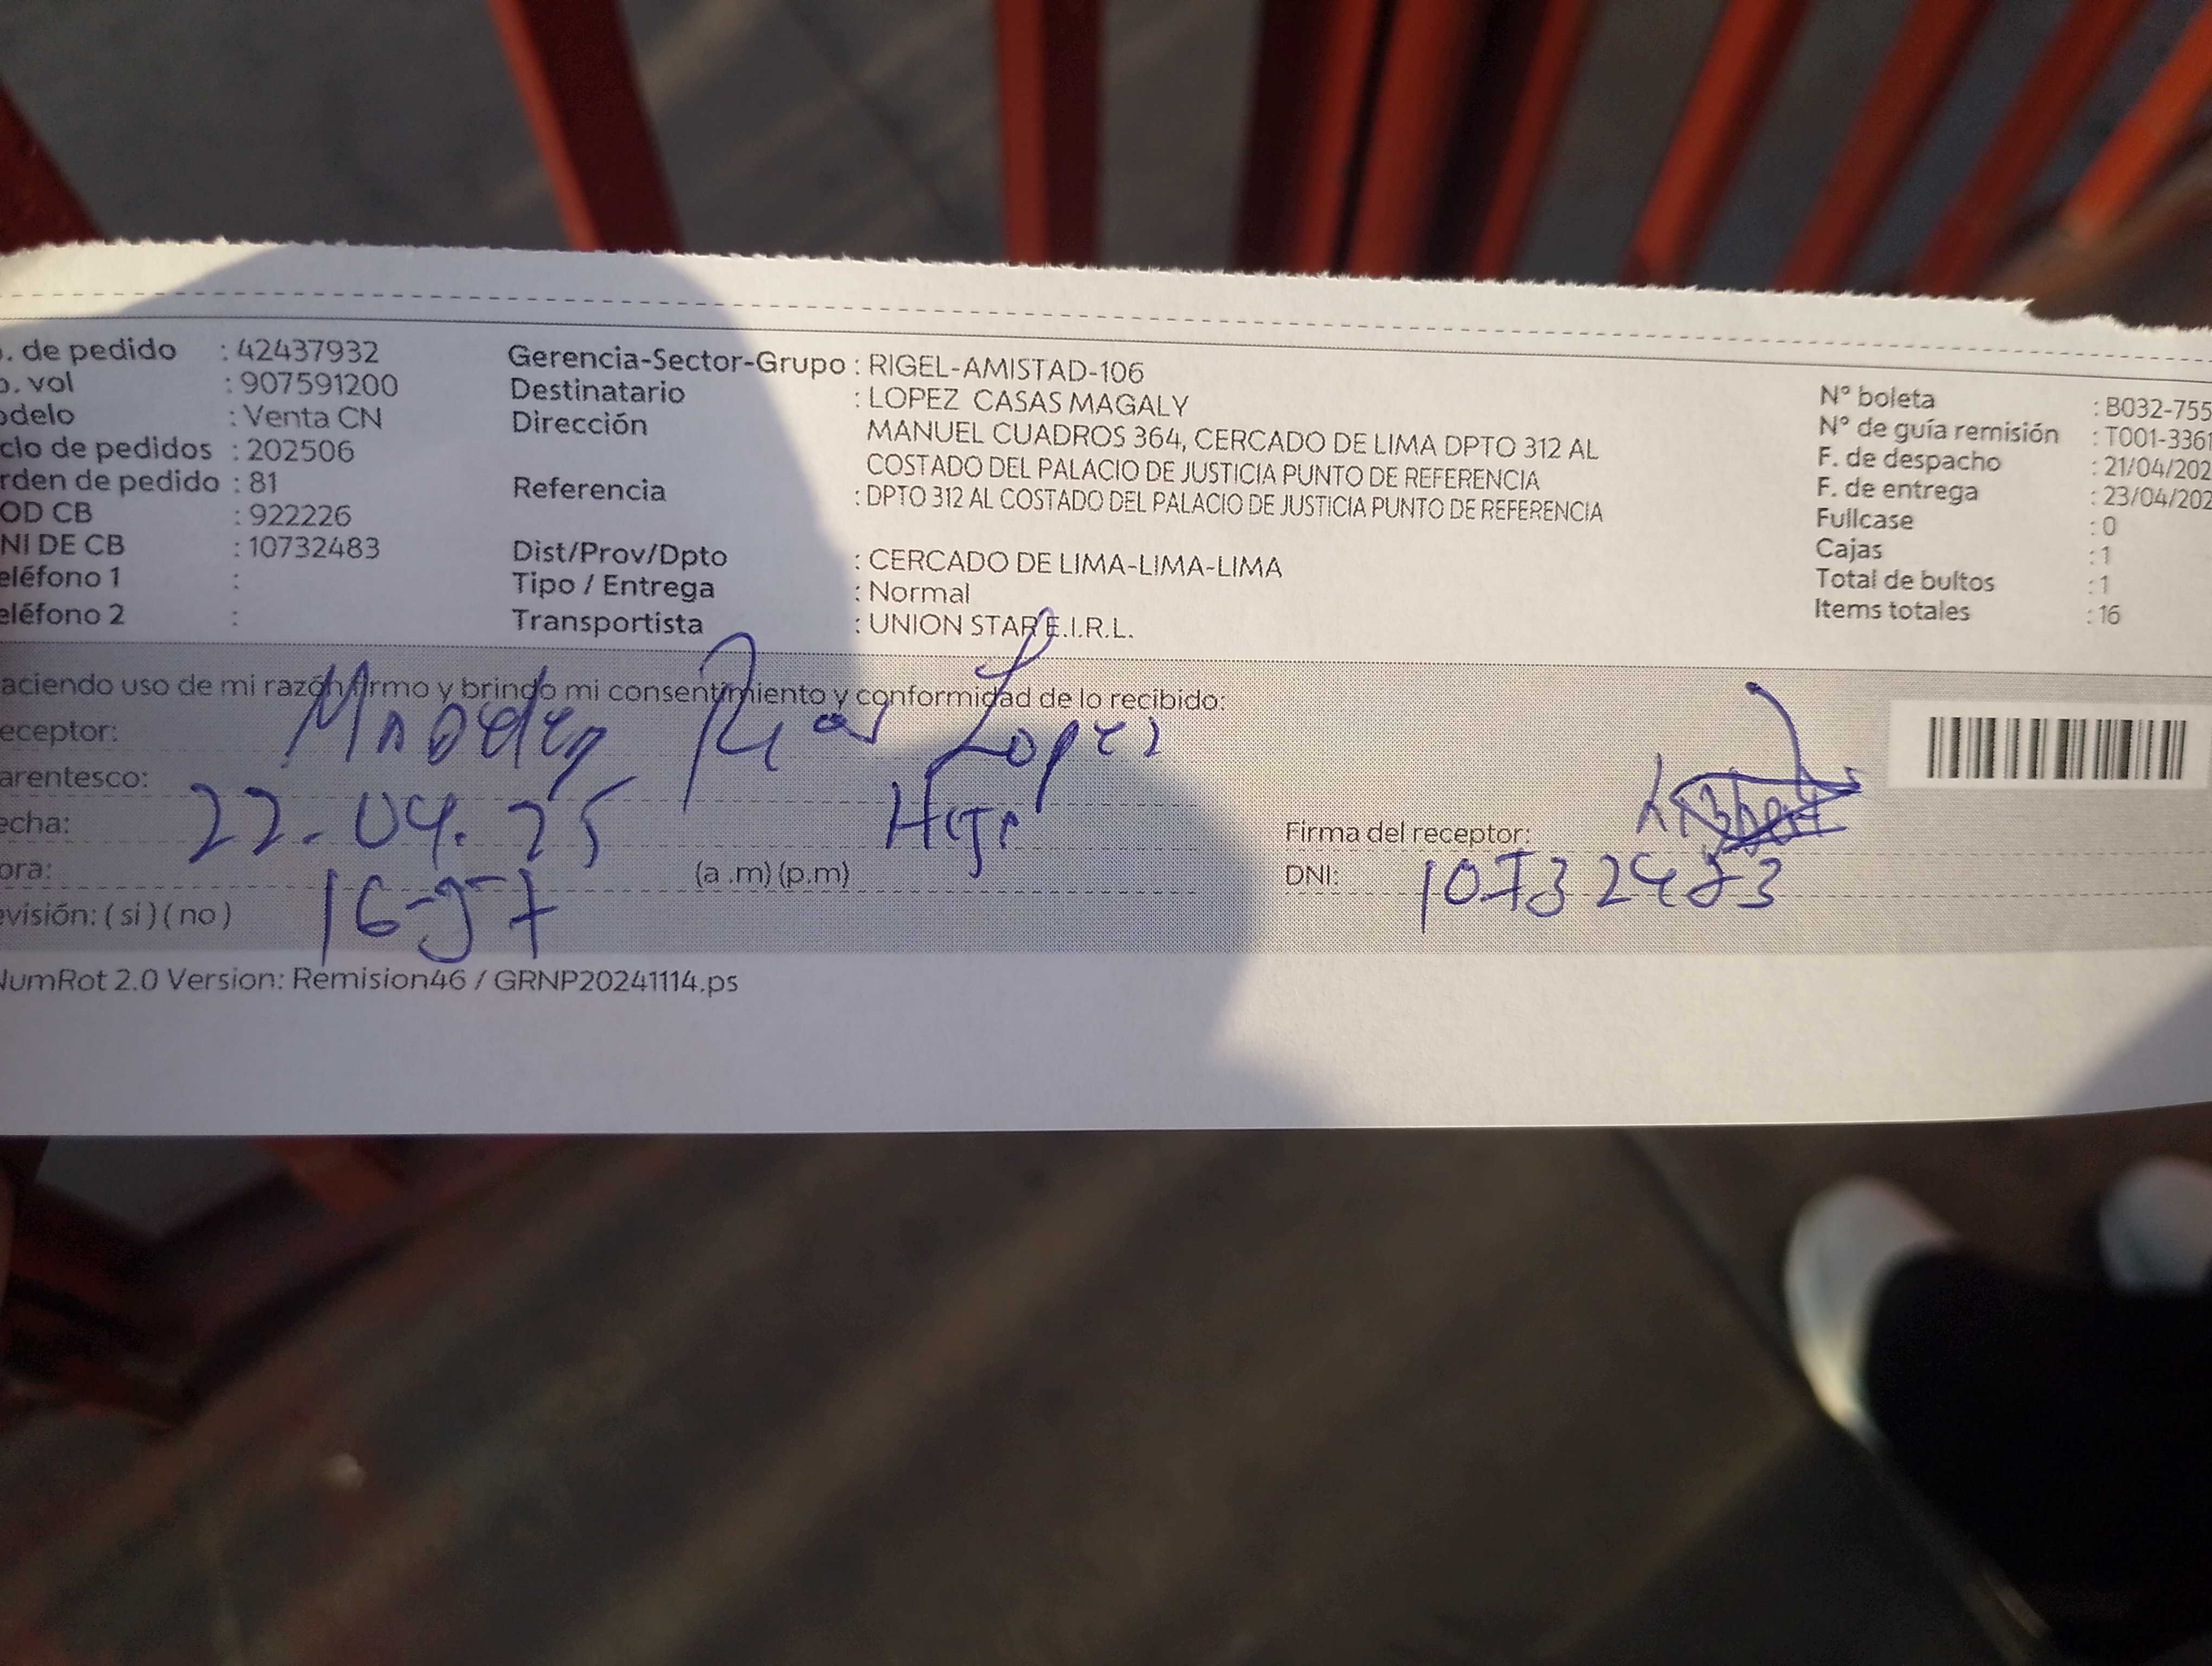 . de pedido : 42437932
o. vol : 907591200
odelo : Venta CN
clo de pedidos : 202506
rden de pedido : 81
OD CB : 922226
NI DE CB : 10732483
eléfono 1 :
eléfono 2 :
Gerencia-Sector-Grupo : RIGEL-AMISTAD-106
Destinatario : LOPEZ CASAS MAGALY
Dirección MANUEL CUADROS 364, CERCADO DE LIMA DPTO 312 AL
COSTADO DEL PALACIO DE JUSTICIA PUNTO DE REFERENCIA
Referencia : DPTO 312 AL COSTADO DEL PALACIO DE JUSTICIA PUNTO DE REFERENCIA
Dist/Prov/Dpto : CERCADO DE LIMA-LIMA-LIMA
Tipo / Entrega : Normal
Transportista : UNION STAR E.I.R.L.
N° boleta : B032-755
N° de guía remisión : T001-3361
F. de despacho : 21/04/202
F. de entrega : 23/04/202
Fullcase : 0
Cajas : 1
Total de bultos : 1
Items totales : 16
aciendo uso de mi razón firmo y brindo mi consentimiento y conformidad de lo recibido:
eceptor: Lopez
arentesco:
echa: 22.04.25
ora: 16-57 (a .m) (p.m)
evisión: ( si ) ( no )
Firma del receptor:
DNI: 10732483
NumRot 2.0 Version: Remision46 / GRNP20241114.ps